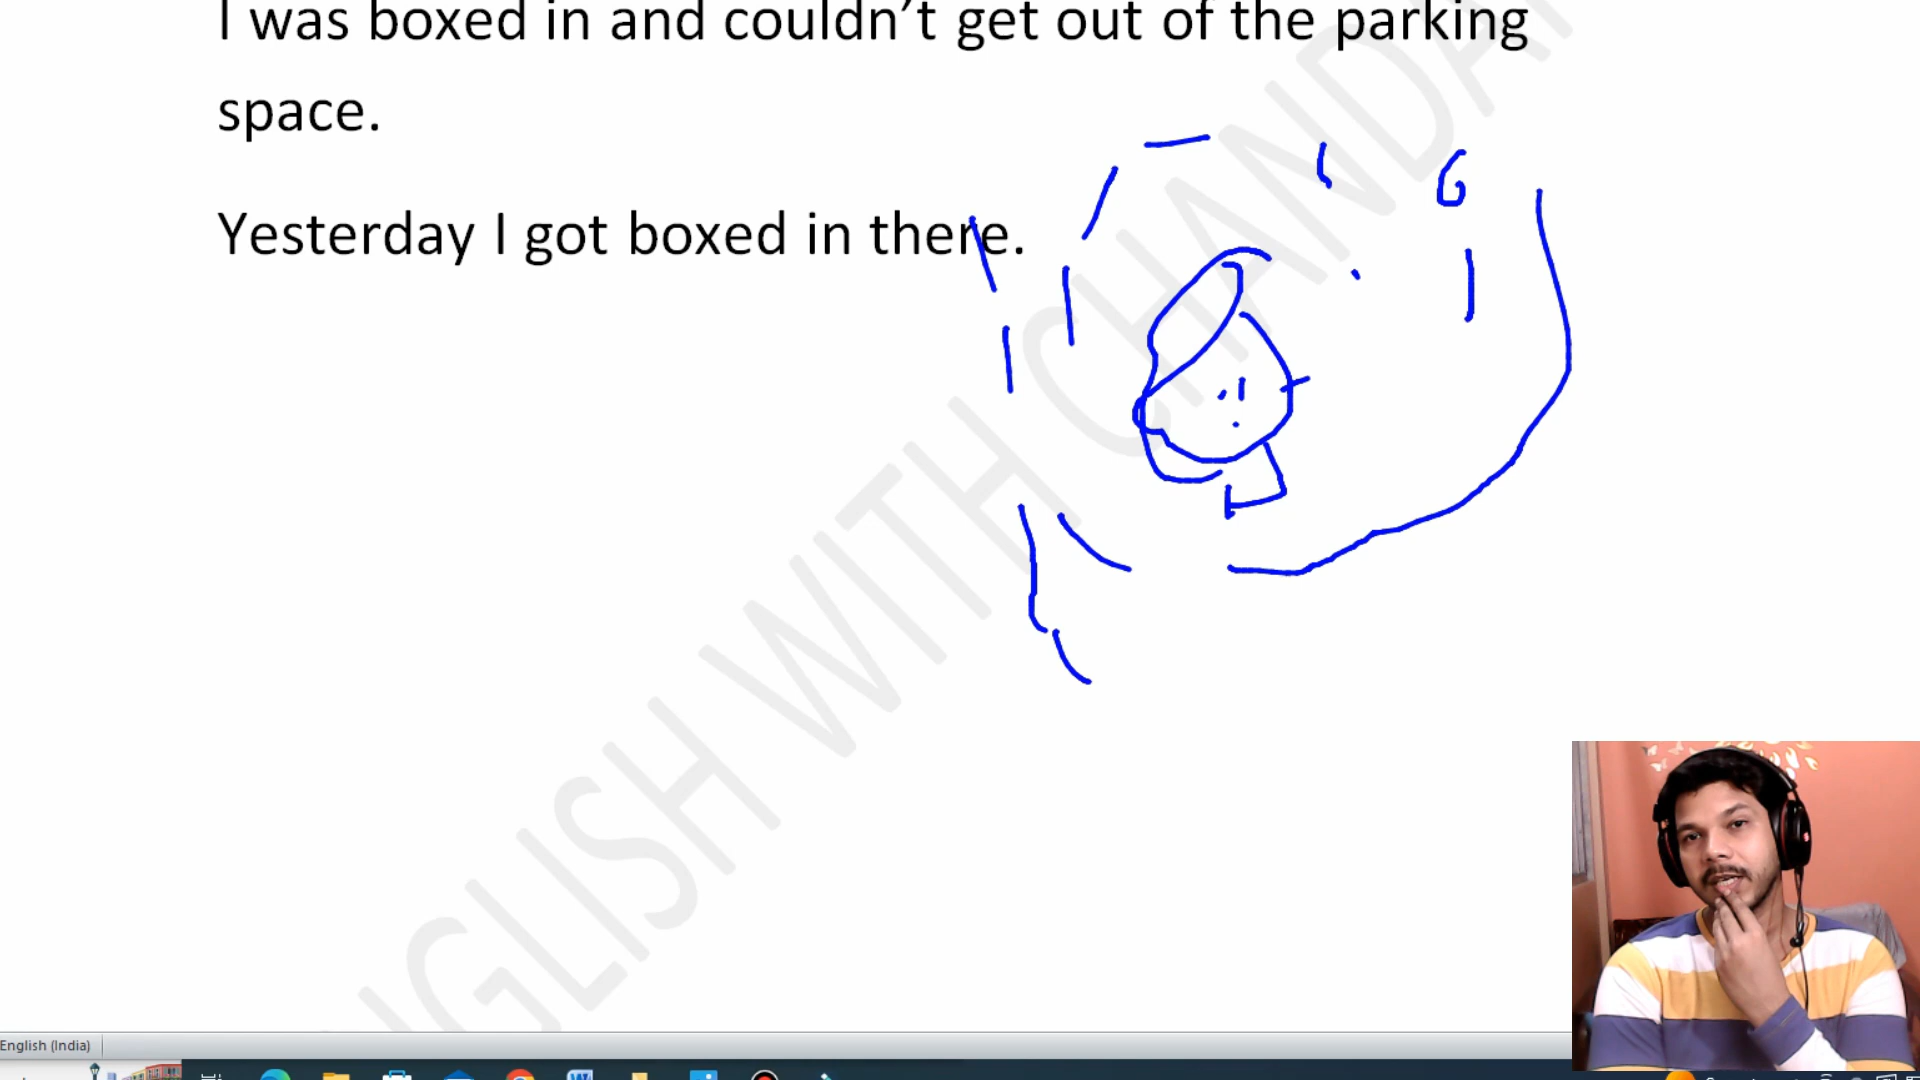 I was boxed in and couldn’t get out of the parking
space.
Yesterday I got boxed in there.
ENGLISH WITH CHANDAN
English (India)